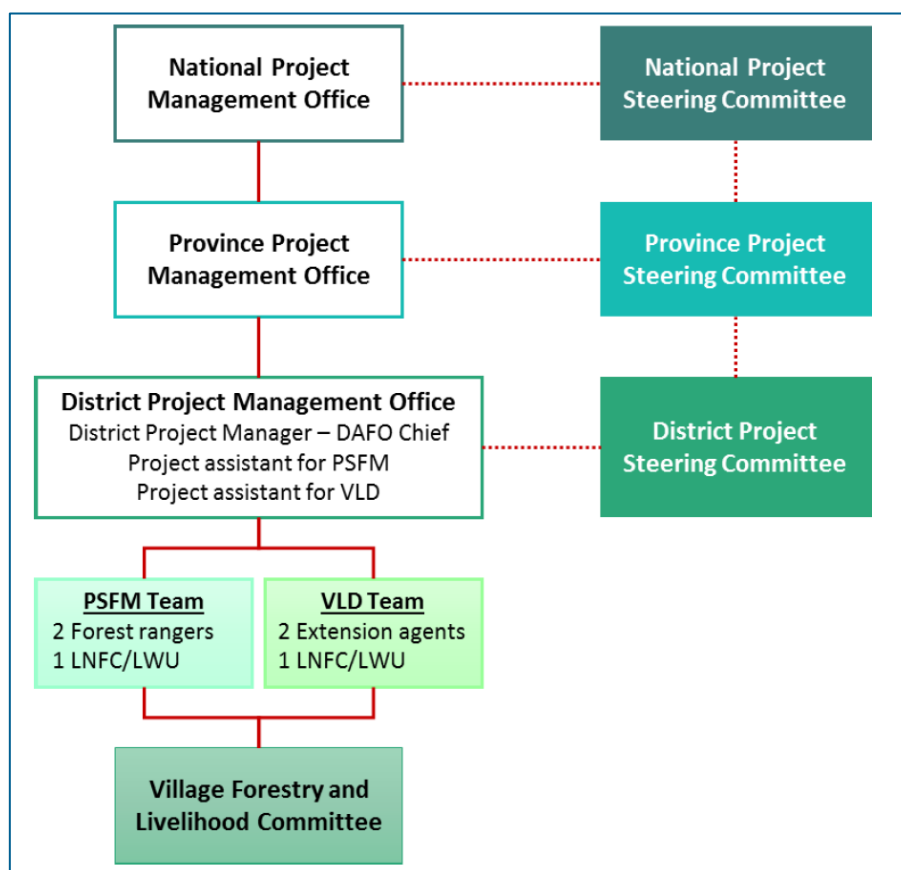 National Project
Management Office
National Project
Steering Committee
Province Project
Management Office
Province Project
Steering Committee
District Project Management Office
District Project Manager – DAFO Chief
Project assistant for PSFM
Project assistant for VLD
District Project
Steering Committee
PSFM Team
2 Forest rangers
1 LNFC/LWU
VLD Team
2 Extension agents
1 LNFC/LWU
Village Forestry and
Livelihood Committee